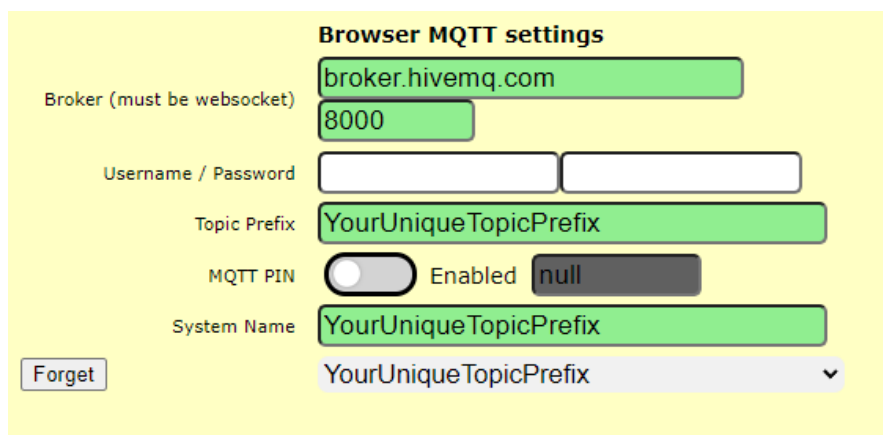 Browser MQTT settings
Broker (must be websocket)
broker.hivemq.com
8000
Username / Password
Topic Prefix
YourUniqueTopicPrefix
MQTT PIN
Enabled
null
System Name
YourUniqueTopicPrefix
Forget
YourUniqueTopicPrefix